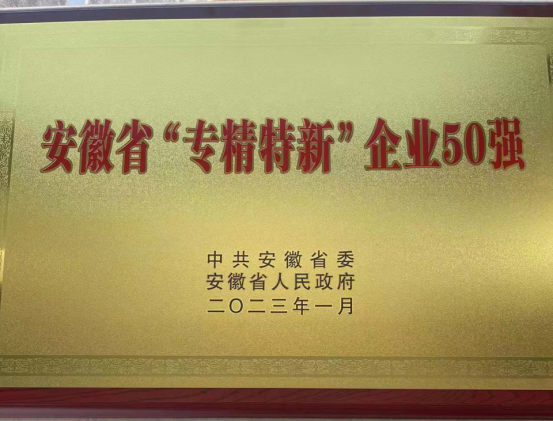 安徽省“专精特新”企业50强
中共安徽省委
安徽省人民政府
二〇二三年一月